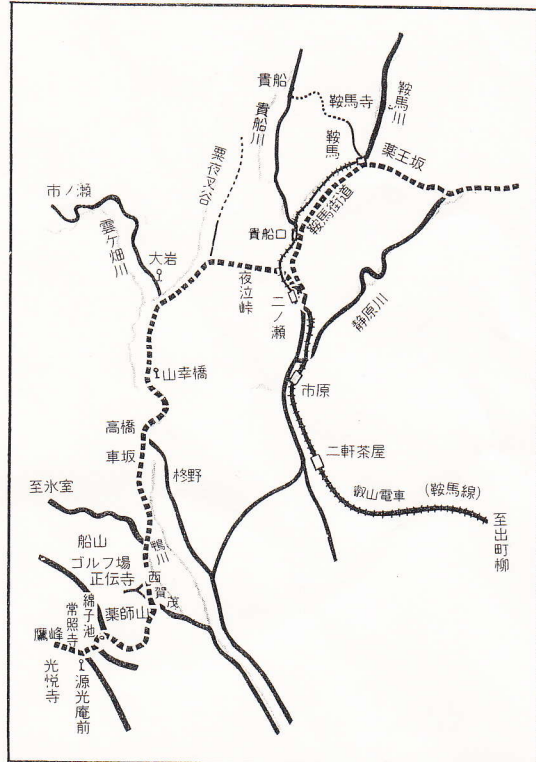 貴船
鞍馬寺
鞍馬川
貴船川
鞍馬
薬王坂
市ノ瀬
雲ケ畑川
大岩
貴船口
鞍馬街道
夜泣峠
二ノ瀬
静原川
山幸橋
市原
高橋
車坂
柊野
二軒茶屋
叡山電車
(鞍馬線)
至出町柳
至氷室
船山
ゴルフ場
正伝寺
鴨川
西賀茂
薬師山
綿子池
常照寺
鷹峰
光悦寺
源光庵前